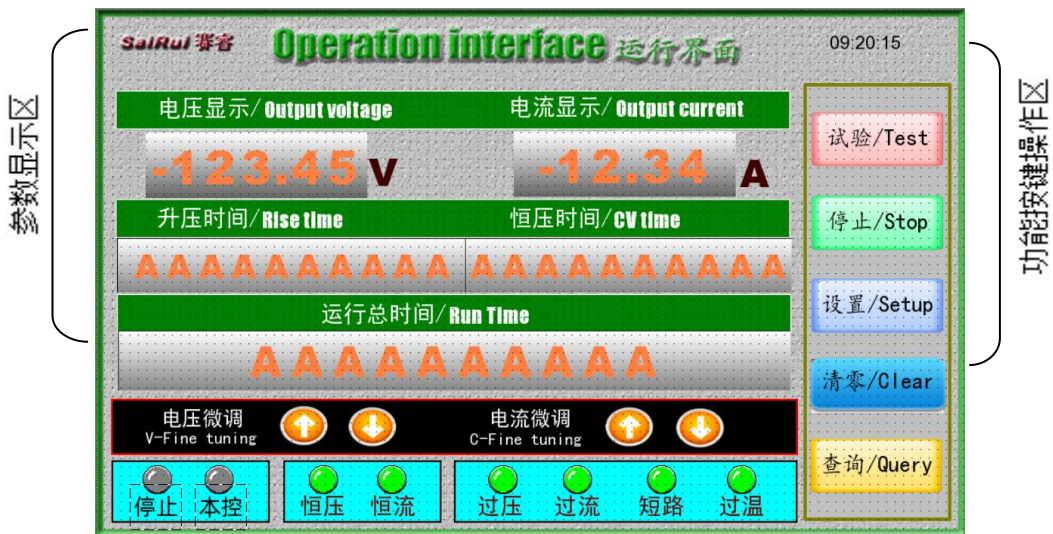 参数显示区
SaiRui 赛睿 Operation interface 运行界面 09:20:15
电压显示/Output voltage 电流显示/Output current
-123.45 V -12.34 A
升压时间/Rise time 恒压时间/CV time
AAAAAAAAAA AAAAAAAAAA
运行总时间/Run Time
AAAAAAAAAA
电压微调 电流微调
V-Fine tuning C-Fine tuning
停止 本控 恒压 恒流 过压 过流 短路 过温
试验/Test
停止/Stop
设置/Setup
清零/Clear
查询/Query
功能按键操作区